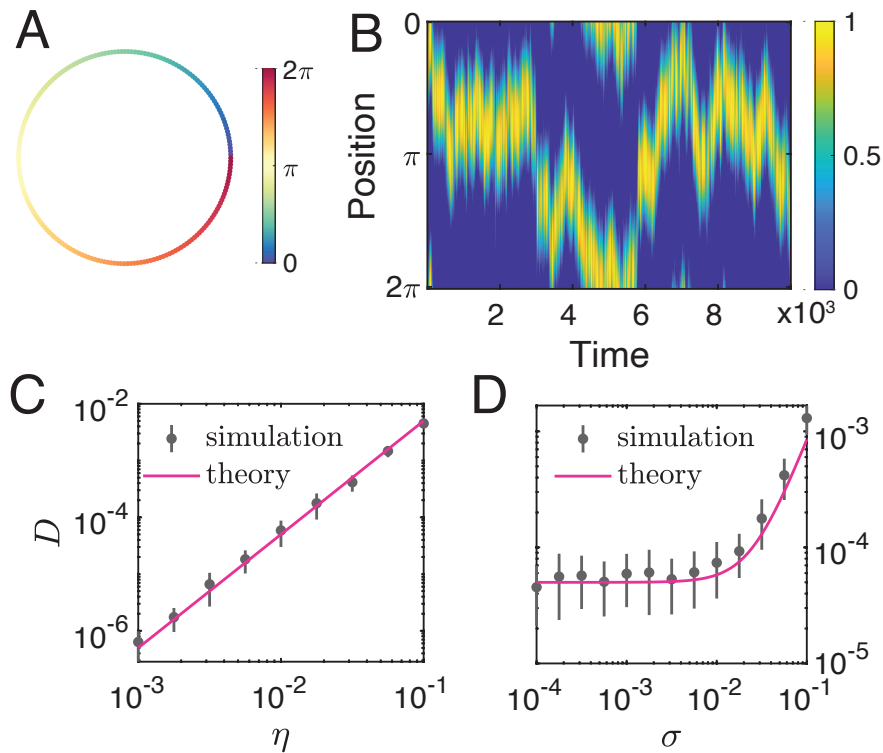 A
2π
π
0
B
Position
0
π
2π
2
4
6
8
x10³
Time
1
0.5
0
C
D
10⁻²
10⁻⁴
10⁻⁶
10⁻³
10⁻²
10⁻¹
η
simulation
theory
D
simulation
theory
10⁻³
10⁻⁴
10⁻⁵
10⁻⁴
10⁻³
10⁻²
10⁻¹
σ